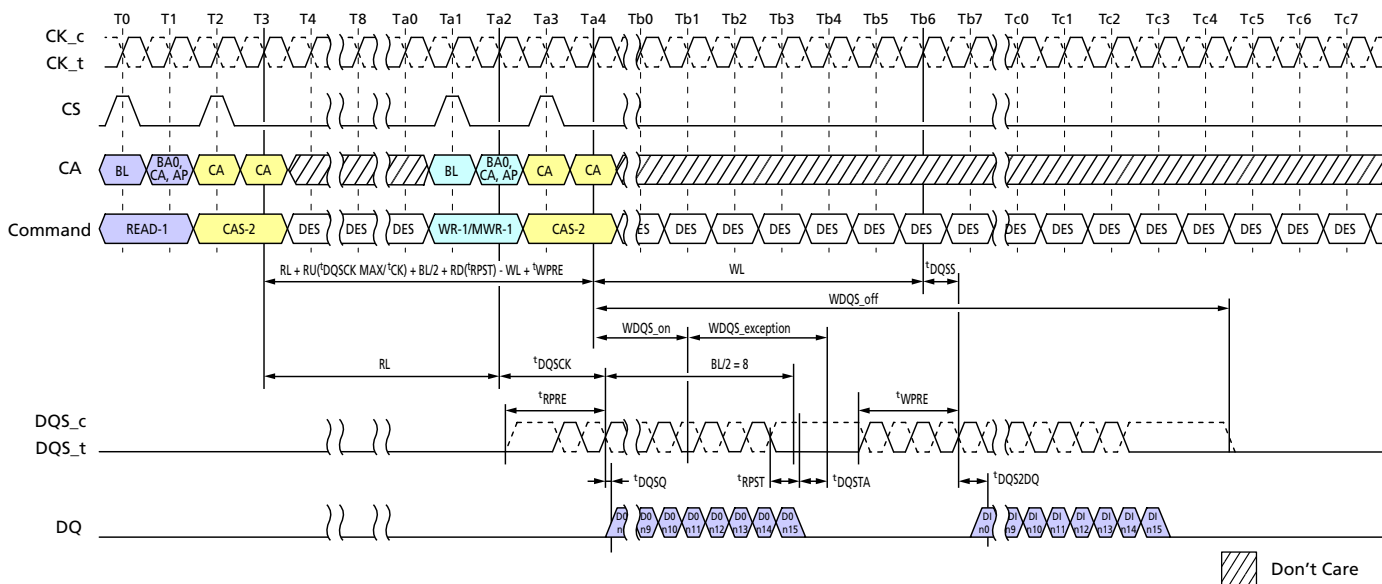 T0 T1 T2 T3 T4 T8 Ta0 Ta1 Ta2 Ta3 Ta4 Tb0 Tb1 Tb2 Tb3 Tb4 Tb5 Tb6 Tb7 Tc0 Tc1 Tc2 Tc3 Tc4 Tc5 Tc6 Tc7
CK_c
CK_t
CS
CA BL BA0, CA, AP CA CA BL BA0, CA, AP CA CA
Command READ-1 CAS-2 DES DES DES WR-1/MWR-1 CAS-2 DES DES DES DES DES DES DES DES DES DES DES DES DES DES DES DES
RL + RU(tDQSCK MAX/tCK) + BL/2 + RD(tRPST) - WL + tWPRE WL tDQSS
WDQS_off
WDQS_on WDQS_exception
RL tDQSCK BL/2 = 8
tRPRE tWPRE
DQS_c
DQS_t
tDQSQ tRPST tDQSTA tDQS2DQ
DQ D0 n9 D0 n10 D0 n11 D0 n12 D0 n13 D0 n14 D0 n15 DI n0 DI n9 DI n10 DI n11 DI n12 DI n13 DI n14 DI n15
Don't Care